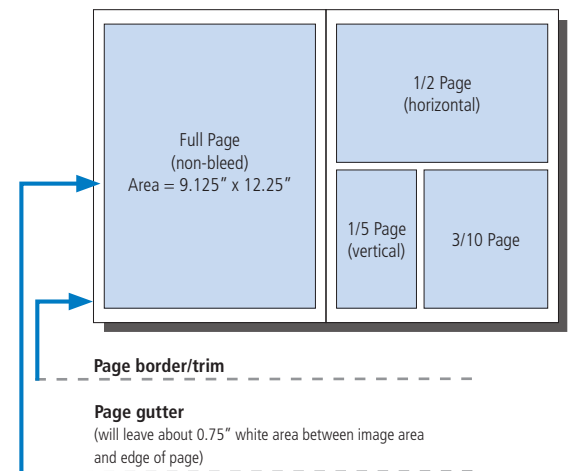 Full Page
(non-bleed)
Area = 9.125” x 12.25”
1/2 Page
(horizontal)
1/5 Page
(vertical)
3/10 Page
Page border/trim
Page gutter
(will leave about 0.75” white area between image area
and edge of page)